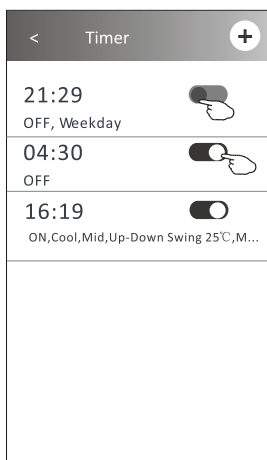 < Timer +
21:29
OFF, Weekday
04:30
OFF
16:19
ON,Cool,Mid,Up-Down Swing 25℃,M...